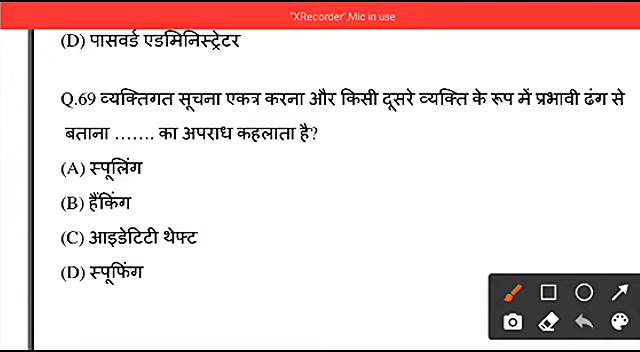 "XRecorder",Mic in use
(D) पासवर्ड एडमिनिस्ट्रेटर
Q.69 व्यक्तिगत सूचना एकत्र करना और किसी दूसरे व्यक्ति के रूप में प्रभावी ढंग से
बताना ....... का अपराध कहलाता है?
(A) स्पूलिंग
(B) हैंकिंग
(C) आइडेटिटी थेफ्ट
(D) स्पूफिंग